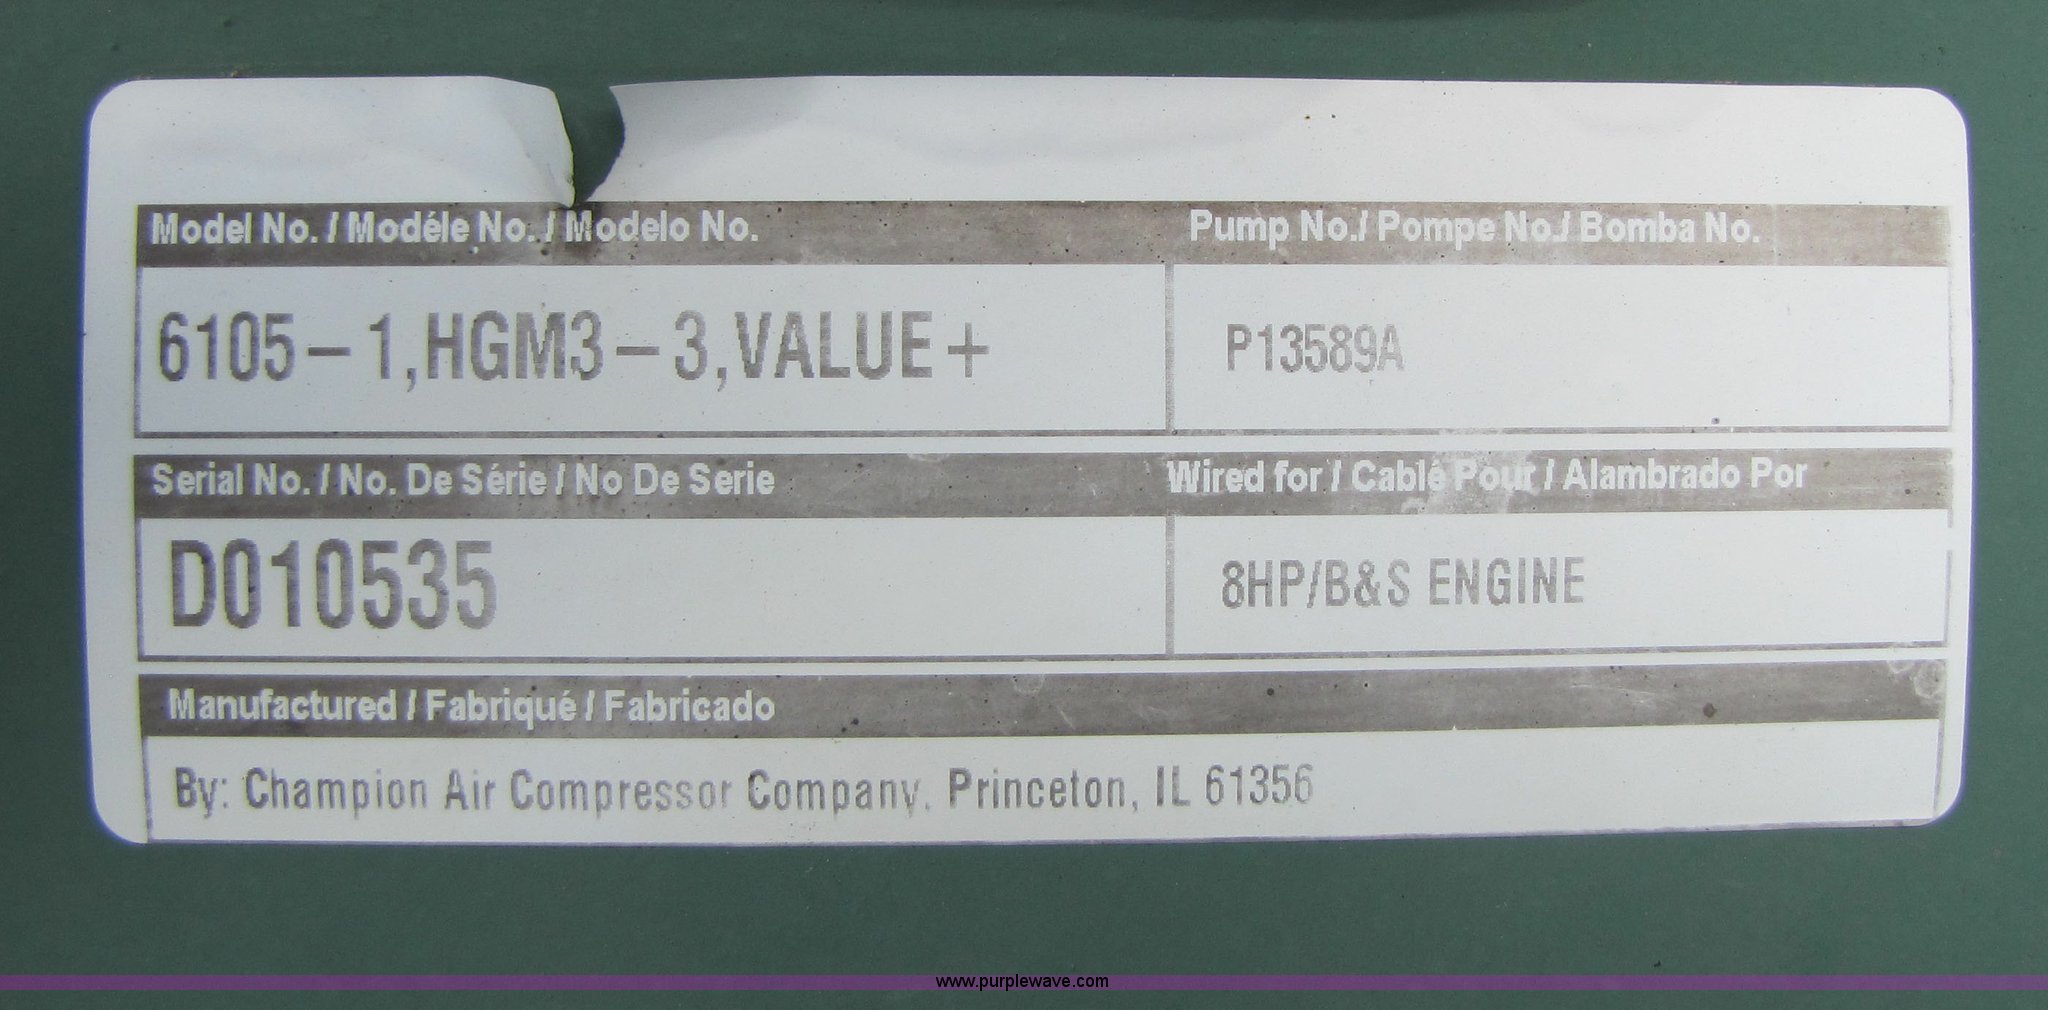 Model No. / Modéle No. / Modelo No.
Pump No./ Pompe No./ Bomba No.
6105-1,HGM3-3,VALUE+
P13589A
Serial No. / No. De Série / No De Serie
Wired for / Cablé Pour / Alambrado Por
D010535
8HP/B&S ENGINE
Manufactured / Fabriqué / Fabricado
By: Champion Air Compressor Company, Princeton, IL 61356
www.purplewave.com